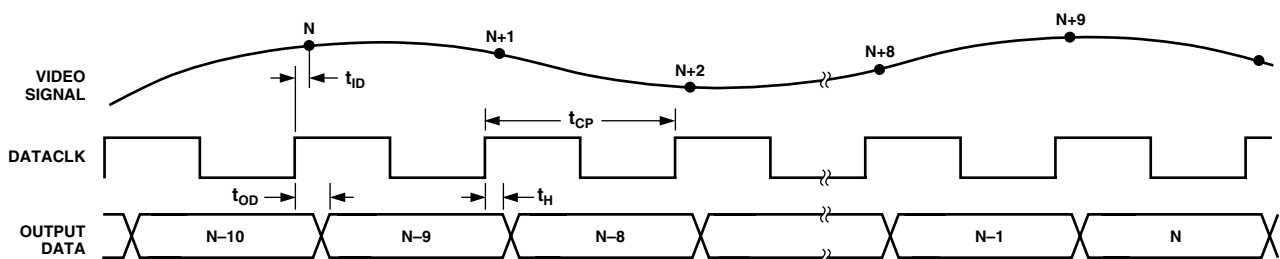 N
N+1
N+2
N+8
N+9
VIDEO
SIGNAL
tID
tCP
DATACLK
tOD
tH
OUTPUT
DATA
N–10
N–9
N–8
N–1
N